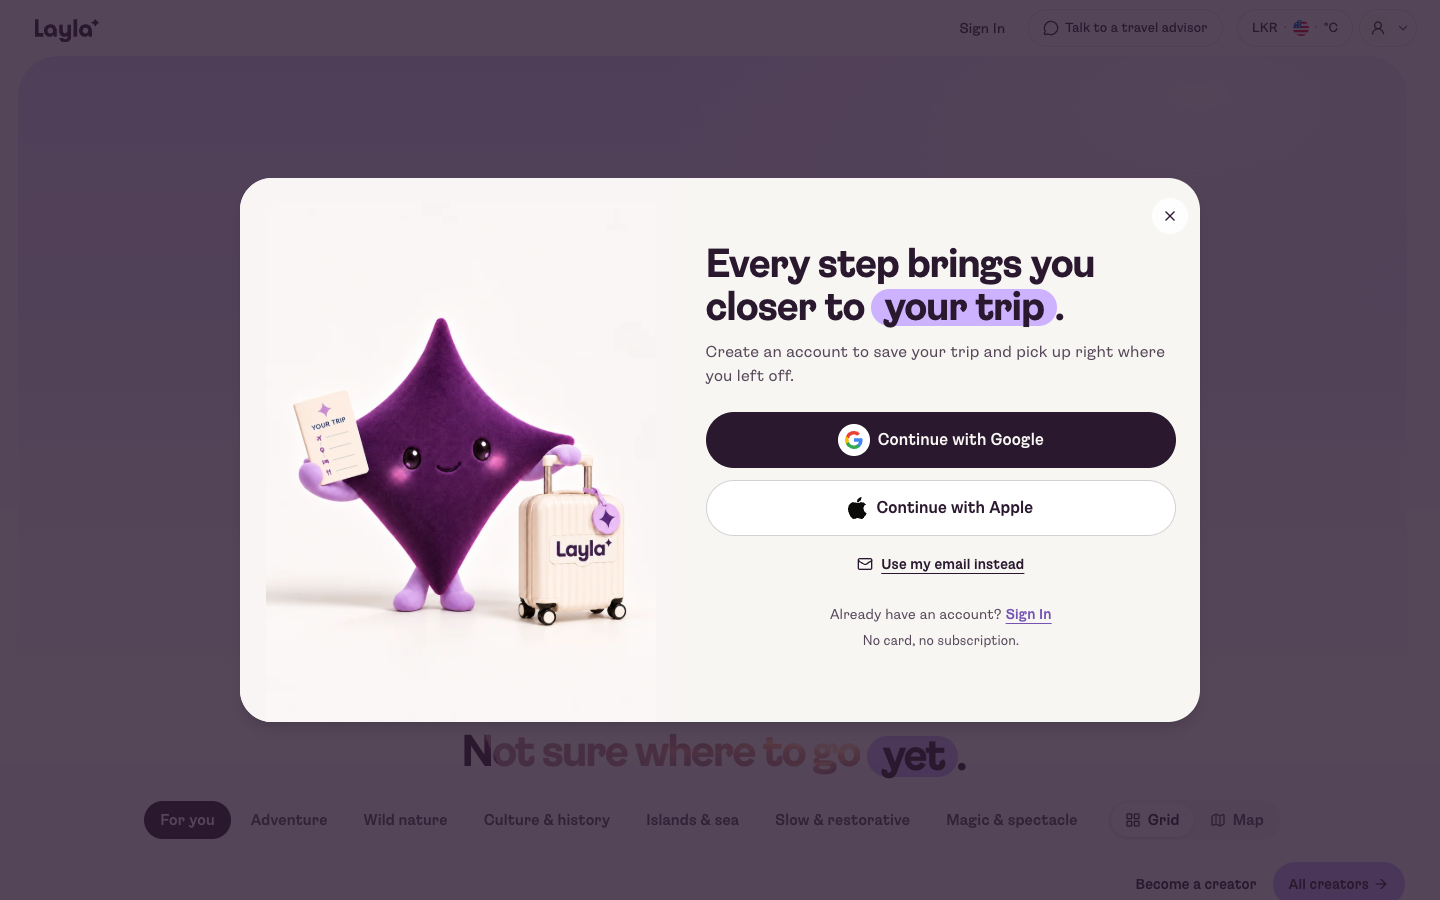 Layla
Sign In
Talk to a travel advisor
LKR · · °C
Every step brings you
closer to your trip.
Create an account to save your trip and pick up right where
you left off.
YOUR TRIP
Layla
Continue with Google
Continue with Apple
Use my email instead
Already have an account? Sign In
No card, no subscription.
Not sure where to go yet.
For you
Adventure
Wild nature
Culture & history
Islands & sea
Slow & restorative
Magic & spectacle
Grid
Map
Become a creator
All creators →